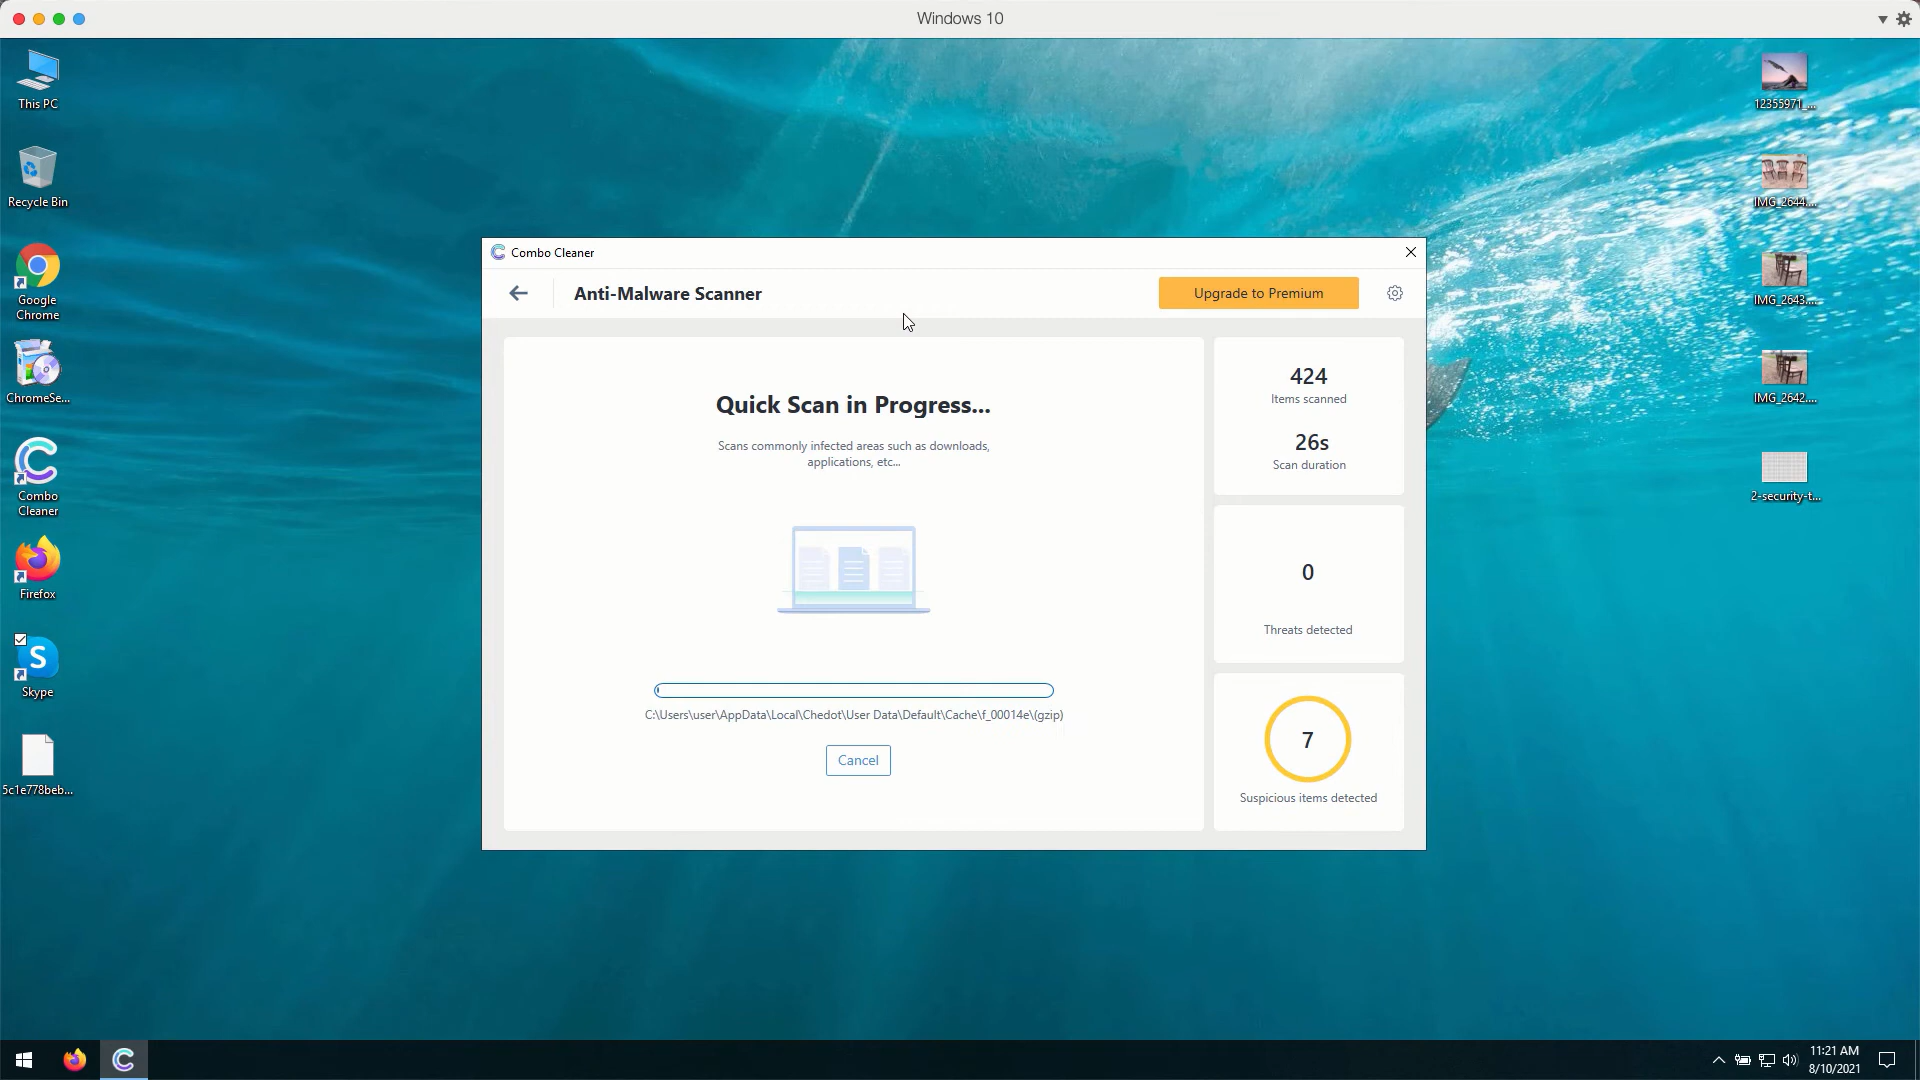 Windows 10
This PC
Recycle Bin
Google
Chrome
ChromeSe...
Combo
Cleaner
Firefox
Skype
5c1e778beb...
12355971_...
IMG_2644....
IMG_2643....
IMG_2642....
2-security-t...
Combo Cleaner
Anti-Malware Scanner
Upgrade to Premium
Quick Scan in Progress...
Scans commonly infected areas such as downloads,
applications, etc...
C:\Users\user\AppData\Local\Chedot\User Data\Default\Cache\f_00014e\(gzip)
Cancel
424
Items scanned
26s
Scan duration
0
Threats detected
7
Suspicious items detected
11:21 AM
8/10/2021